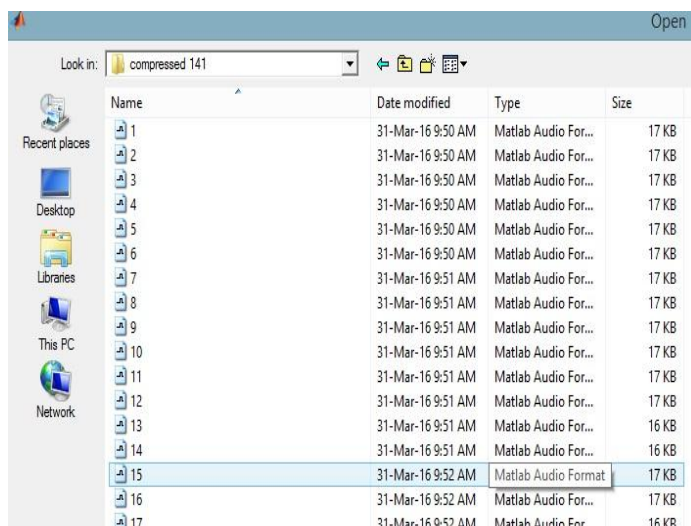 Open
Look in: compressed 141
Name Date modified Type Size
Recent places
Desktop
Libraries
This PC
Network
1 31-Mar-16 9:50 AM Matlab Audio For... 17 KB
2 31-Mar-16 9:50 AM Matlab Audio For... 17 KB
3 31-Mar-16 9:50 AM Matlab Audio For... 17 KB
4 31-Mar-16 9:50 AM Matlab Audio For... 17 KB
5 31-Mar-16 9:50 AM Matlab Audio For... 17 KB
6 31-Mar-16 9:50 AM Matlab Audio For... 17 KB
7 31-Mar-16 9:51 AM Matlab Audio For... 17 KB
8 31-Mar-16 9:51 AM Matlab Audio For... 17 KB
9 31-Mar-16 9:51 AM Matlab Audio For... 17 KB
10 31-Mar-16 9:51 AM Matlab Audio For... 17 KB
11 31-Mar-16 9:51 AM Matlab Audio For... 17 KB
12 31-Mar-16 9:51 AM Matlab Audio For... 17 KB
13 31-Mar-16 9:51 AM Matlab Audio For... 16 KB
14 31-Mar-16 9:51 AM Matlab Audio For... 16 KB
15 31-Mar-16 9:52 AM Matlab Audio Format 17 KB
16 31-Mar-16 9:52 AM Matlab Audio For... 17 KB
17 31-Mar-16 9:52 AM Matlab Audio For... 16 KB